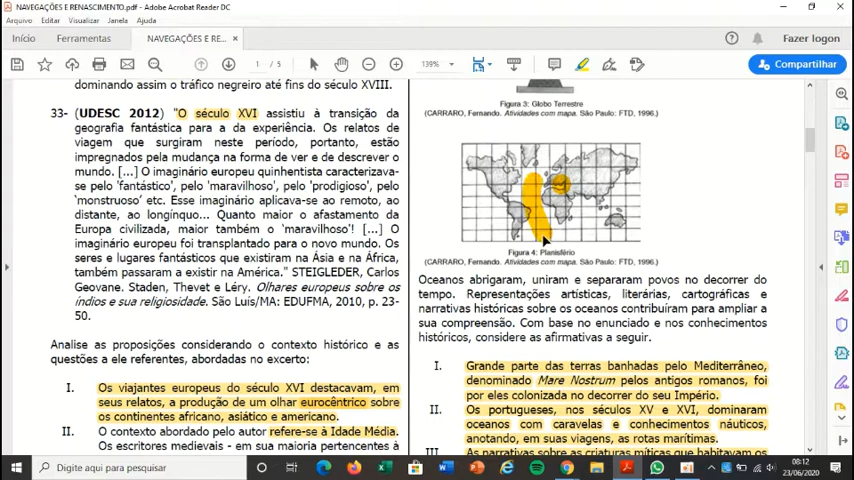 NAVEGAÇÕES E RENASCIMENTO.pdf - Adobe Acrobat Reader DC
Arquivo Editar Visualizar Janela Ajuda
Início Ferramentas NAVEGAÇÕES E RE... × Fazer logon
1 / 5 139% Compartilhar
dominando assim o tráfico negreiro até fins do século XVIII.
33- (UDESC 2012) "O século XVI assistiu à transição da
geografia fantástica para a da experiência. Os relatos de
viagem que surgiram neste período, portanto, estão
impregnados pela mudança na forma de ver e de descrever o
mundo. [...] O imaginário europeu quinhentista caracterizava-
se pelo 'fantástico', pelo 'maravilhoso', pelo 'prodigioso', pelo
'monstruoso' etc. Esse imaginário aplicava-se ao remoto, ao
distante, ao longínquo... Quanto maior o afastamento da
Europa civilizada, maior também o 'maravilhoso'! [...] O
imaginário europeu foi transplantado para o novo mundo. Os
seres e lugares fantásticos que existiram na Ásia e na África,
também passaram a existir na América." STEIGLEDER, Carlos
Geovane. Staden, Thevet e Léry. Olhares europeus sobre os
índios e sua religiosidade. São Luís/MA: EDUFMA, 2010, p. 23-
50.
Analise as proposições considerando o contexto histórico e as
questões a ele referentes, abordadas no excerto:
I. Os viajantes europeus do século XVI destacavam, em
seus relatos, a produção de um olhar eurocêntrico sobre
os continentes africano, asiático e americano.
II. O contexto abordado pelo autor refere-se à Idade Média.
Os escritores medievais - em sua maioria pertencentes à
Figura 3: Globo Terrestre
(CARRARO, Fernando. Atividades com mapa. São Paulo: FTD, 1996.)
Figura 4: Planisfério
(CARRARO, Fernando. Atividades com mapa. São Paulo: FTD, 1996.)
Oceanos abrigaram, uniram e separaram povos no decorrer do
tempo. Representações artísticas, literárias, cartográficas e
narrativas históricas sobre os oceanos contribuíram para ampliar a
sua compreensão. Com base no enunciado e nos conhecimentos
históricos, considere as afirmativas a seguir.
I. Grande parte das terras banhadas pelo Mediterrâneo,
denominado Mare Nostrum pelos antigos romanos, foi
por eles colonizada no decorrer do seu Império.
II. Os portugueses, nos séculos XV e XVI, dominaram
oceanos com caravelas e conhecimentos náuticos,
anotando, em suas viagens, as rotas marítimas.
III. As narrativas sobre as criaturas míticas que habitavam os
Digite aqui para pesquisar
08:12
23/06/2020